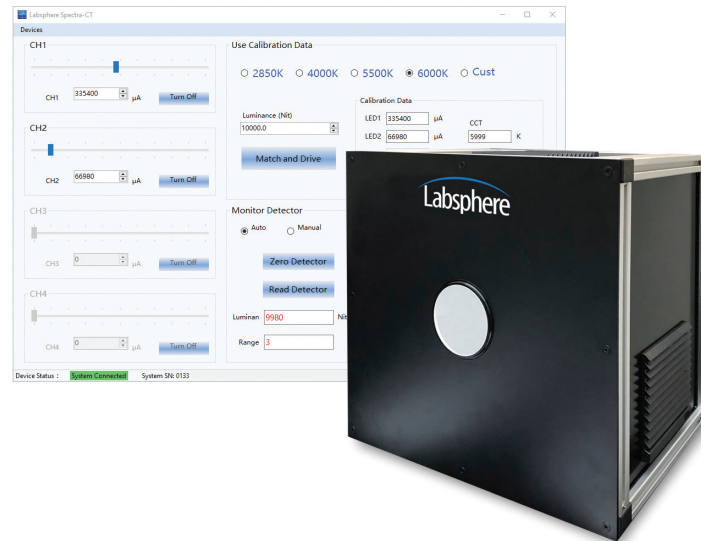 Labsphere Spectra-CT
Devices
CH1
CH1 335400 μA Turn Off
CH2
CH2 66980 μA Turn Off
CH3
CH3 0 μA Turn Off
CH4
CH4 0 μA Turn Off
Use Calibration Data
2850K 4000K 5500K 6000K Cust
Luminance (Nit)
10000.0
Match and Drive
Calibration Data
LED1 335400 μA
CCT
LED2 66980 μA 5999 K
Monitor Detector
Auto Manual
Zero Detector
Read Detector
Luminan 9980 Nit
Range 3
Device Status : System Connected System SN: 0133
Labsphere